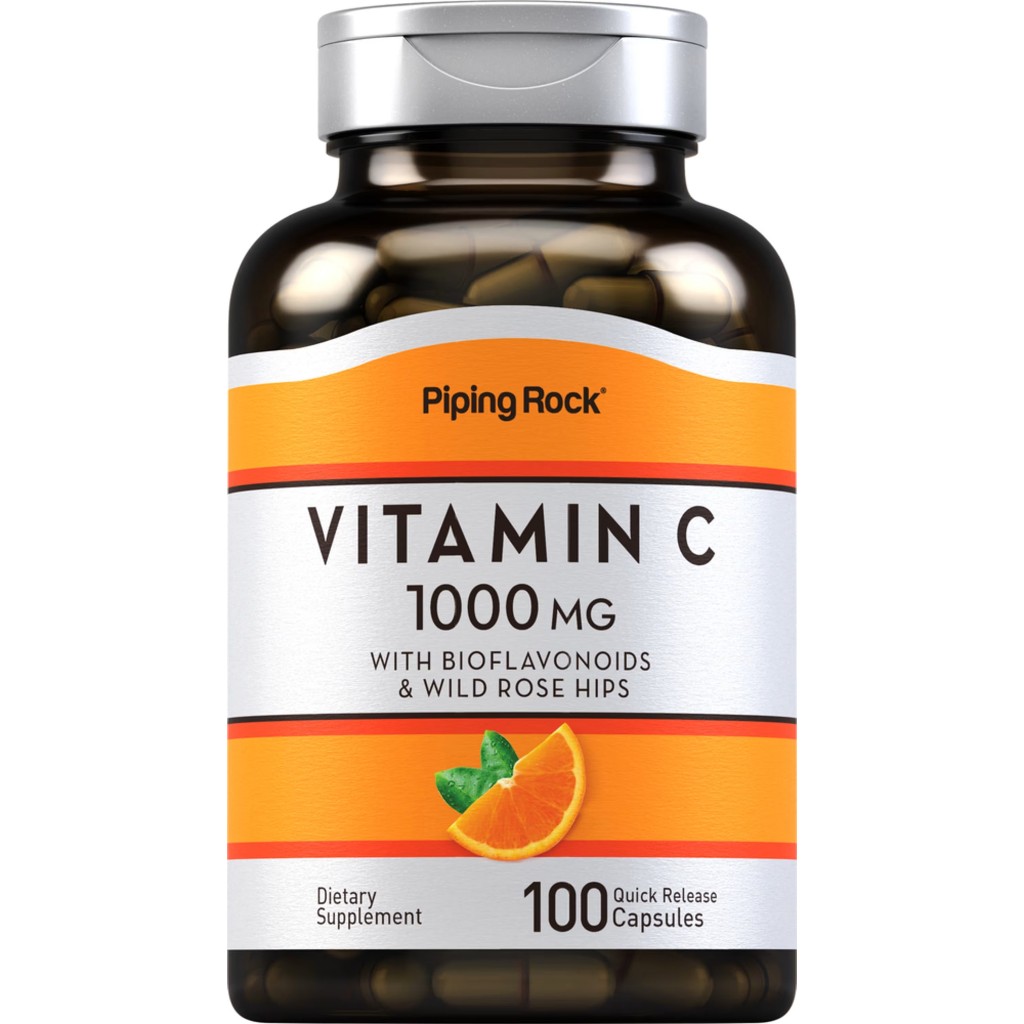 Piping Rock®
VITAMIN C
1000 MG
WITH BIOFLAVONOIDS
& WILD ROSE HIPS
Dietary
Supplement
100 Quick Release
Capsules